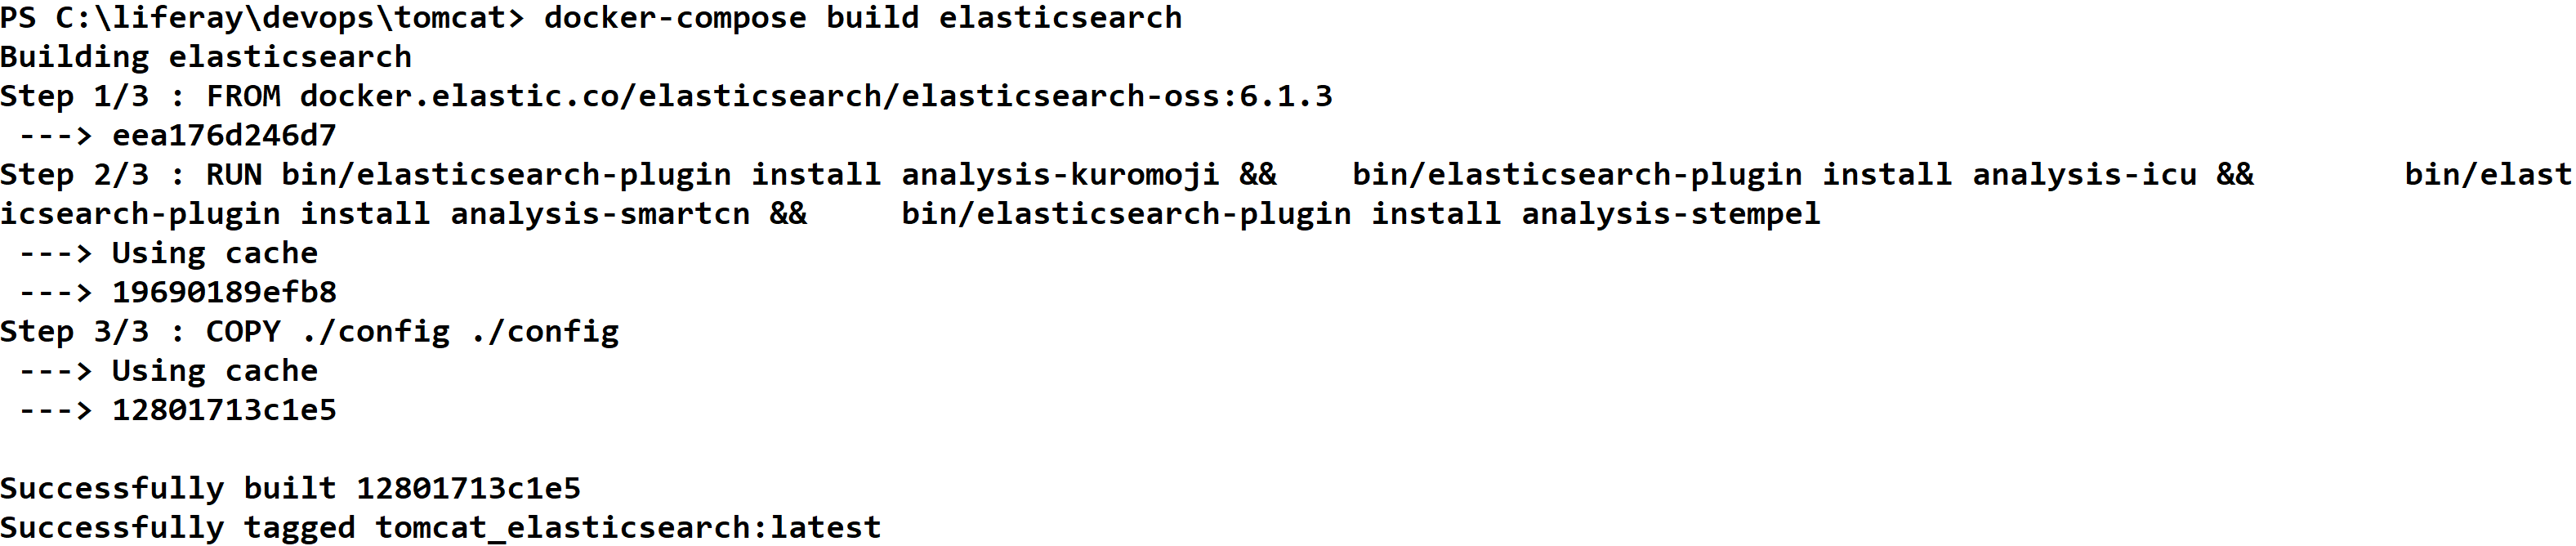 PS C:\liferay\devops\tomcat> docker-compose build elasticsearch
Building elasticsearch
Step 1/3 : FROM docker.elastic.co/elasticsearch/elasticsearch-oss:6.1.3
 ---> eea176d246d7
Step 2/3 : RUN bin/elasticsearch-plugin install analysis-kuromoji &&    bin/elasticsearch-plugin install analysis-icu &&        bin/elast
icsearch-plugin install analysis-smartcn &&     bin/elasticsearch-plugin install analysis-stempel
 ---> Using cache
 ---> 19690189efb8
Step 3/3 : COPY ./config ./config
 ---> Using cache
 ---> 12801713c1e5

Successfully built 12801713c1e5
Successfully tagged tomcat_elasticsearch:latest